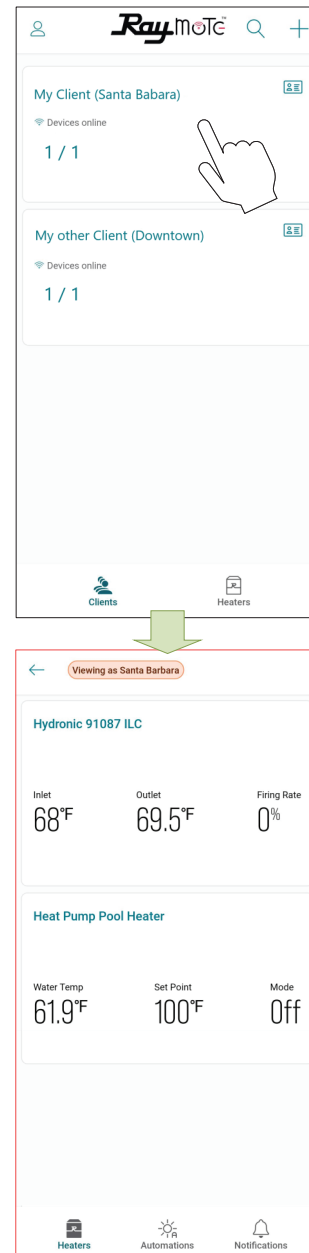 RaymoTe™
My Client (Santa Babara)
Devices online
1 / 1
My other Client (Downtown)
Devices online
1 / 1
Clients Heaters
Viewing as Santa Barbara
Hydronic 91087 ILC
Inlet Outlet Firing Rate
68°F 69.5°F 0%
Heat Pump Pool Heater
Water Temp Set Point Mode
61.9°F 100°F Off
Heaters Automations Notifications